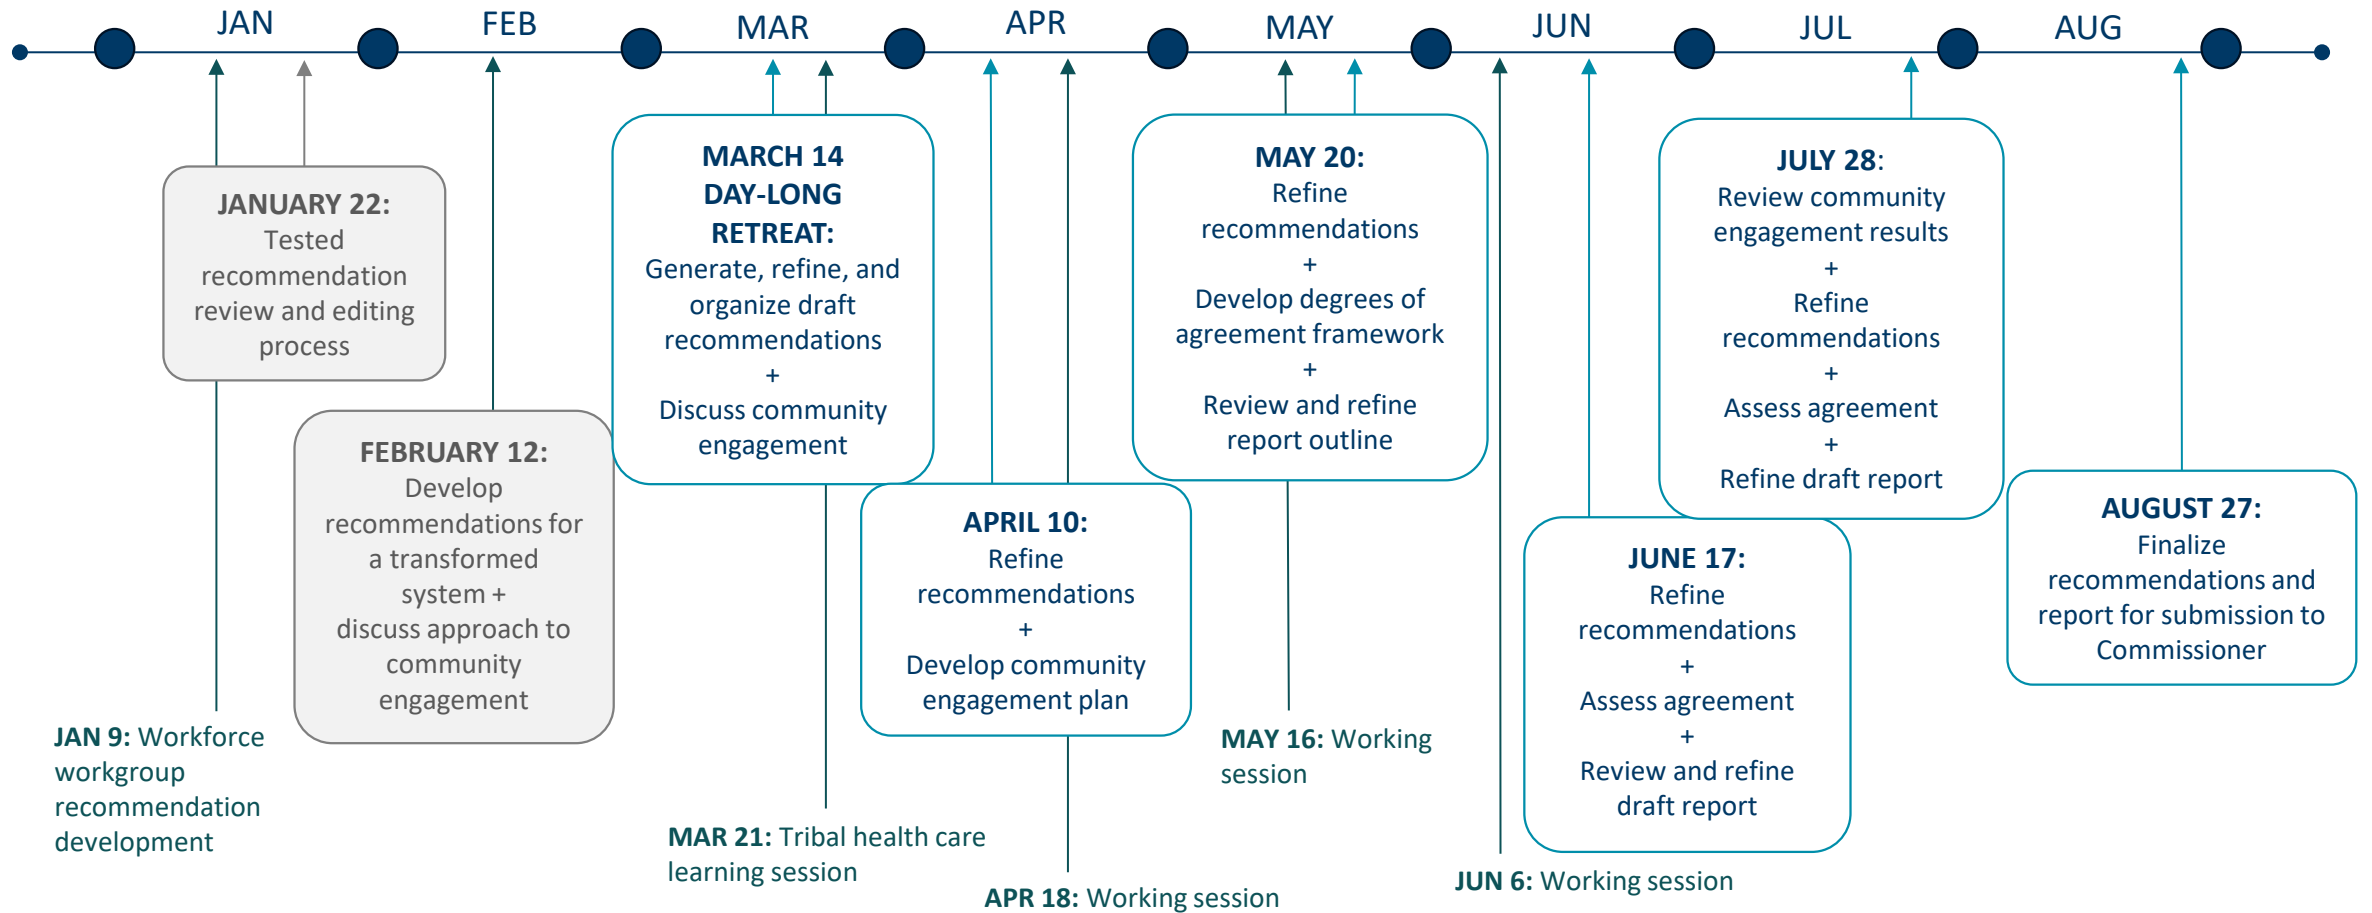 JAN
FEB
MAR
APR
MAY
JUN
JUL
AUG
JANUARY 22:
Tested
recommendation
review and editing
process
FEBRUARY 12:
Develop
recommendations for
a transformed
system +
discuss approach to
community
engagement
JAN 9: Workforce
workgroup
recommendation
development
MARCH 14
DAY-LONG
RETREAT:
Generate, refine, and
organize draft
recommendations
+
Discuss community
engagement
MAR 21: Tribal health care
learning session
APRIL 10:
Refine
recommendations
+
Develop community
engagement plan
APR 18: Working session
MAY 20:
Refine
recommendations
+
Develop degrees of
agreement framework
+
Review and refine
report outline
MAY 16: Working
session
JUNE 17:
Refine
recommendations
+
Assess agreement
+
Review and refine
draft report
JUN 6: Working session
JULY 28:
Review community
engagement results
+
Refine
recommendations
+
Assess agreement
+
Refine draft report
AUGUST 27:
Finalize
recommendations and
report for submission to
Commissioner